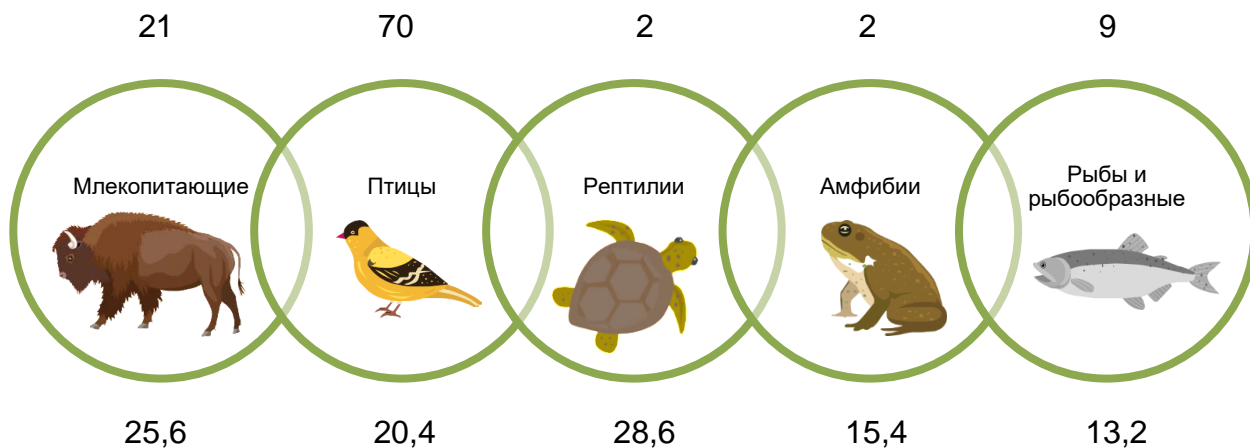 21 70 2 2 9
Млекопитающие Птицы Рептилии Амфибии Рыбы и
рыбообразные
25,6 20,4 28,6 15,4 13,2